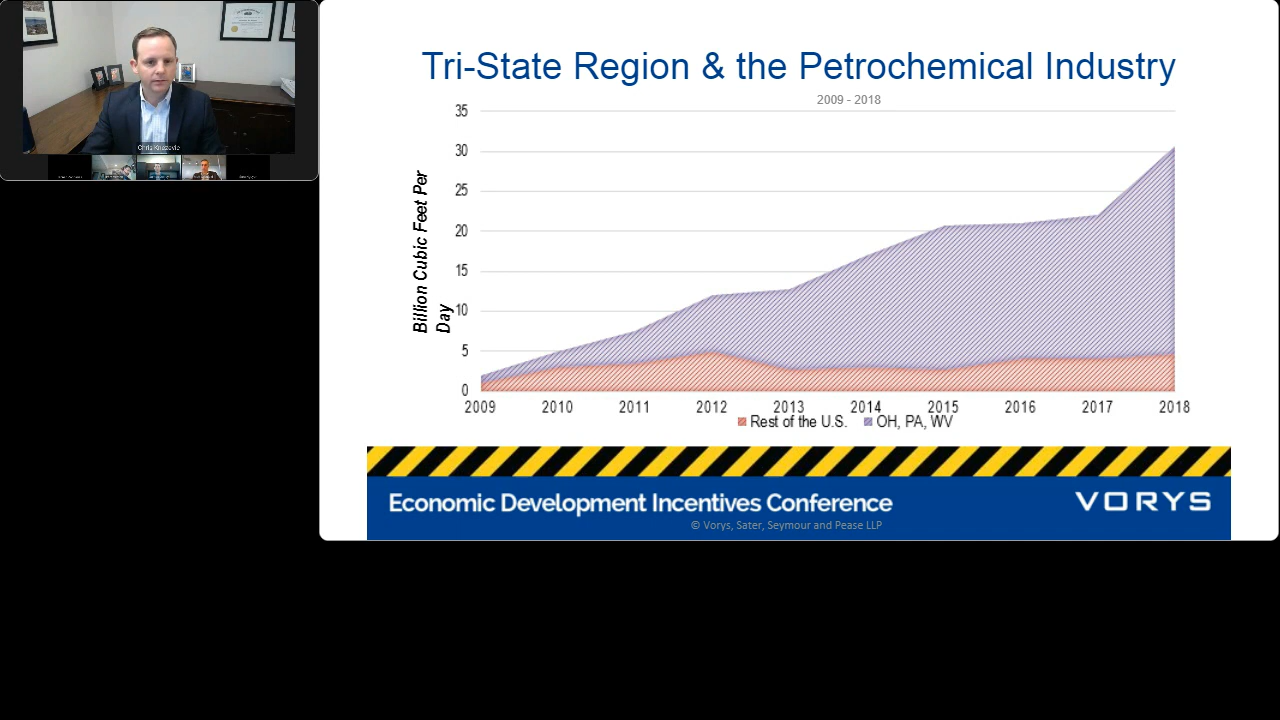 Tri-State Region & the Petrochemical Industry
2009 - 2018
35
30
25
20
15
10
5
0
Billion Cubic Feet Per
Day
2009 2010 2011 2012 2013 2014 2015 2016 2017 2018
Rest of the U.S. OH, PA, WV
Economic Development Incentives Conference
VORYS
© Vorys, Sater, Seymour and Pease LLP